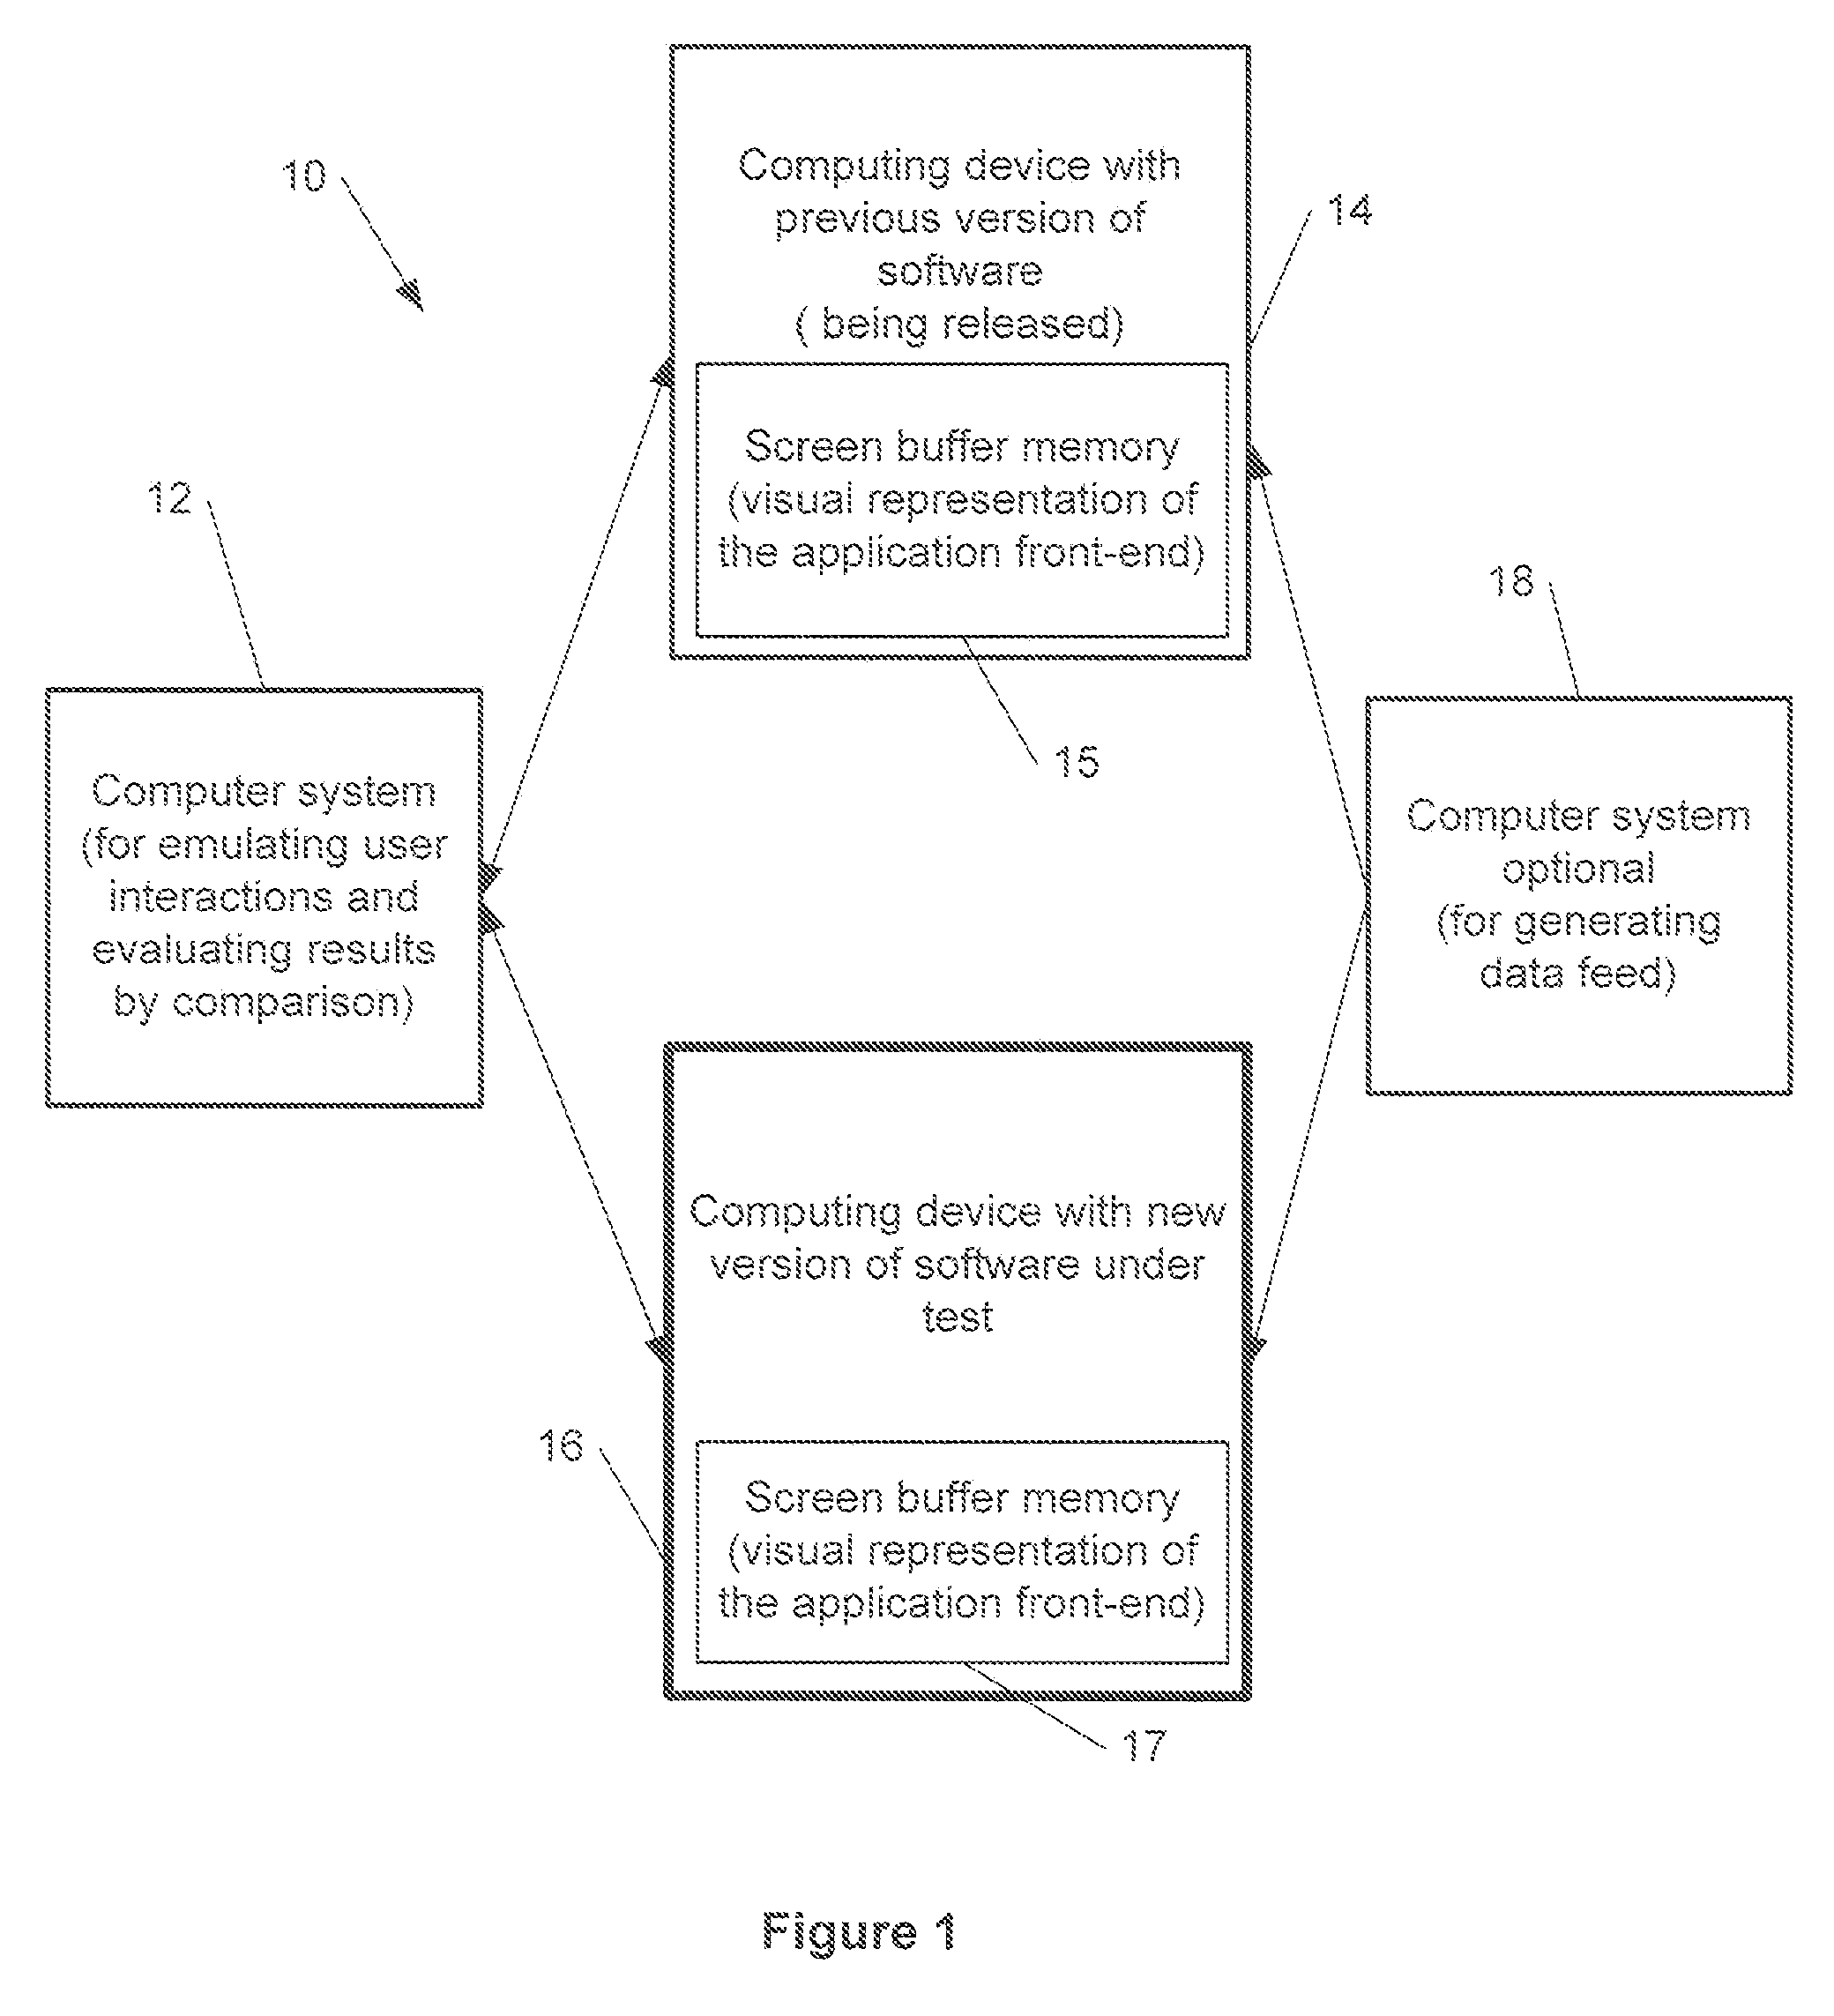 10
Computing device with
previous version of
software
( being released)
14
Screen buffer memory
(visual representation of
the application front-end)
12
18
15
Computer system
(for emulating user
interactions and
evaluating results
by comparison)
Computer system
optional
(for generating
data feed)
Computing device with new
version of software under
test
16
Screen buffer memory
(visual representation of
the application front-end)
17
Figure 1